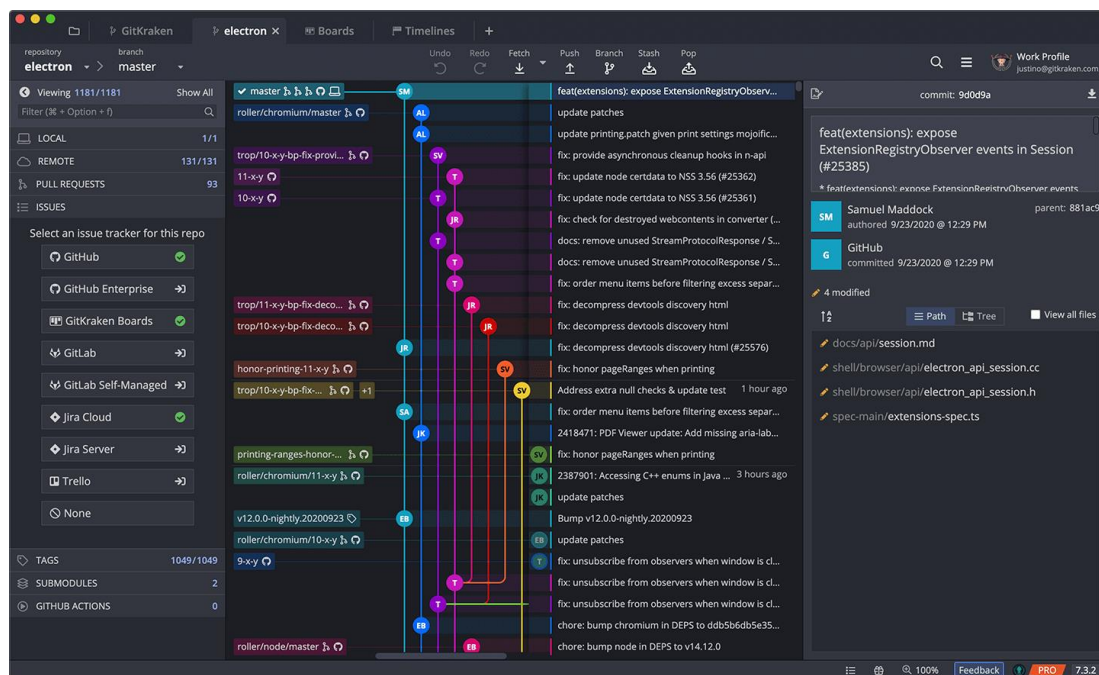 GitKraken
electron
Boards
Timelines
repository
branch
electron
master
Undo
Redo
Fetch
Push
Branch
Stash
Pop
Work Profile
justino@gitkraken.com
Viewing 1181/1181
Show All
Filter (⌘ + Option + f)
LOCAL 1/1
REMOTE 131/131
PULL REQUESTS 93
ISSUES
Select an issue tracker for this repo
GitHub
GitHub Enterprise
GitKraken Boards
GitLab
GitLab Self-Managed
Jira Cloud
Jira Server
Trello
None
TAGS 1049/1049
SUBMODULES 2
GITHUB ACTIONS 0
master SM feat(extensions): expose ExtensionRegistryObserve...
roller/chromium/master AL update patches
AL update printing.patch given print settings mojofic...
trop/10-x-y-bp-fix-provi... SV fix: provide asynchronous cleanup hooks in n-api
11-x-y T fix: update node certdata to NSS 3.56 (#25362)
10-x-y T fix: update node certdata to NSS 3.56 (#25361)
JR fix: check for destroyed webcontents in converter (...
T docs: remove unused StreamProtocolResponse / S...
T docs: remove unused StreamProtocolResponse / S...
T fix: order menu items before filtering excess separ...
trop/11-x-y-bp-fix-deco... JR fix: decompress devtools discovery html
trop/10-x-y-bp-fix-deco... JR fix: decompress devtools discovery html
JR fix: decompress devtools discovery html (#25576)
honor-printing-11-x-y SV fix: honor pageRanges when printing
trop/10-x-y-bp-fix-... +1 SV Address extra null checks & update test 1 hour ago
SA fix: order menu items before filtering excess separ...
JK 2418471: PDF Viewer update: Add missing aria-lab...
printing-ranges-honor-... SV fix: honor pageRanges when printing
roller/chromium/11-x-y JK 2387901: Accessing C++ enums in Java ... 3 hours ago
JK update patches
v12.0.0-nightly.20200923 EB Bump v12.0.0-nightly.20200923
roller/chromium/10-x-y EB update patches
9-x-y T fix: unsubscribe from observers when window is cl...
T fix: unsubscribe from observers when window is cl...
T fix: unsubscribe from observers when window is cl...
EB chore: bump chromium in DEPS to ddb5b6db5e35...
roller/node/master EB chore: bump node in DEPS to v14.12.0
commit: 9d0d9a
feat(extensions): expose
ExtensionRegistryObserver events in Session
(#25385)
* feat(extensions): expose ExtensionRegistryObserver events
SM
Samuel Maddock
authored 9/23/2020 @ 12:29 PM
parent: 881ac9
G
GitHub
committed 9/23/2020 @ 12:29 PM
4 modified
Path
Tree
View all files
docs/api/session.md
shell/browser/api/electron_api_session.cc
shell/browser/api/electron_api_session.h
spec-main/extensions-spec.ts
100%
Feedback
PRO
7.3.2